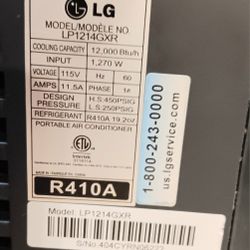 LG
MODEL/MODÈLE NO.
LP1214GXR
COOLING CAPACITY 12,000 Btu/h
INPUT 1,270 W
VOLTAGE 115V Hz 60
AMPS 11.5A PHASE 1ø
DESIGN PRESSURE H.S:450PSIG
L.S:250PSIG
REFRIGERANT R410A 19.2oz
PORTABLE AIR CONDITIONER
Intertek
R410A
1-800-243-0000
us.lgservice.com
Model: LP1214GXR
S/No.